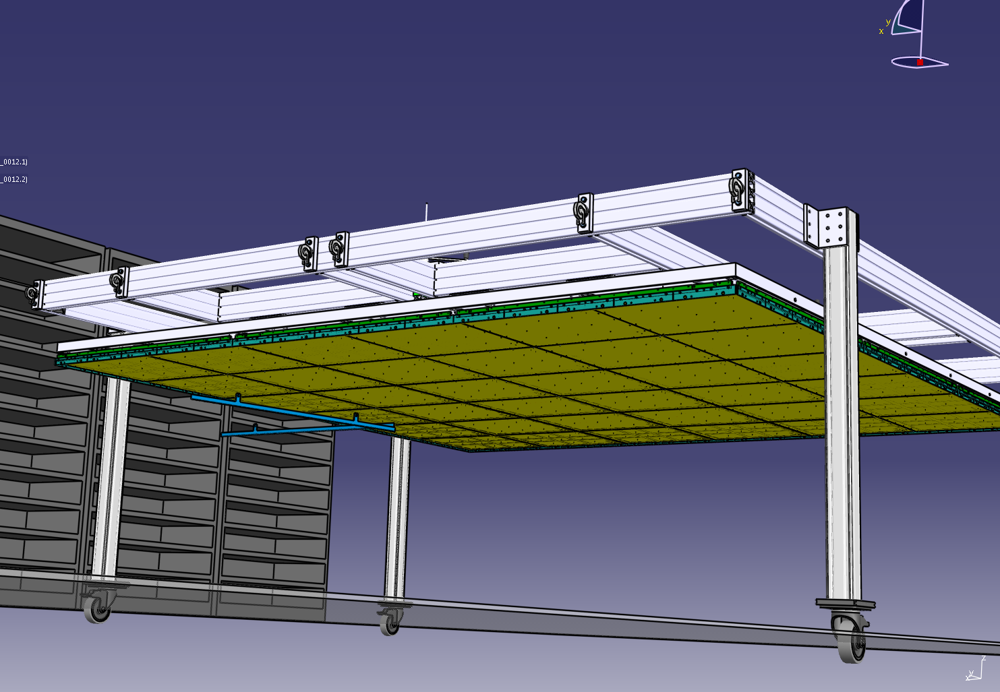 y
x
_0012.1)
_0012.2)
z
y
x